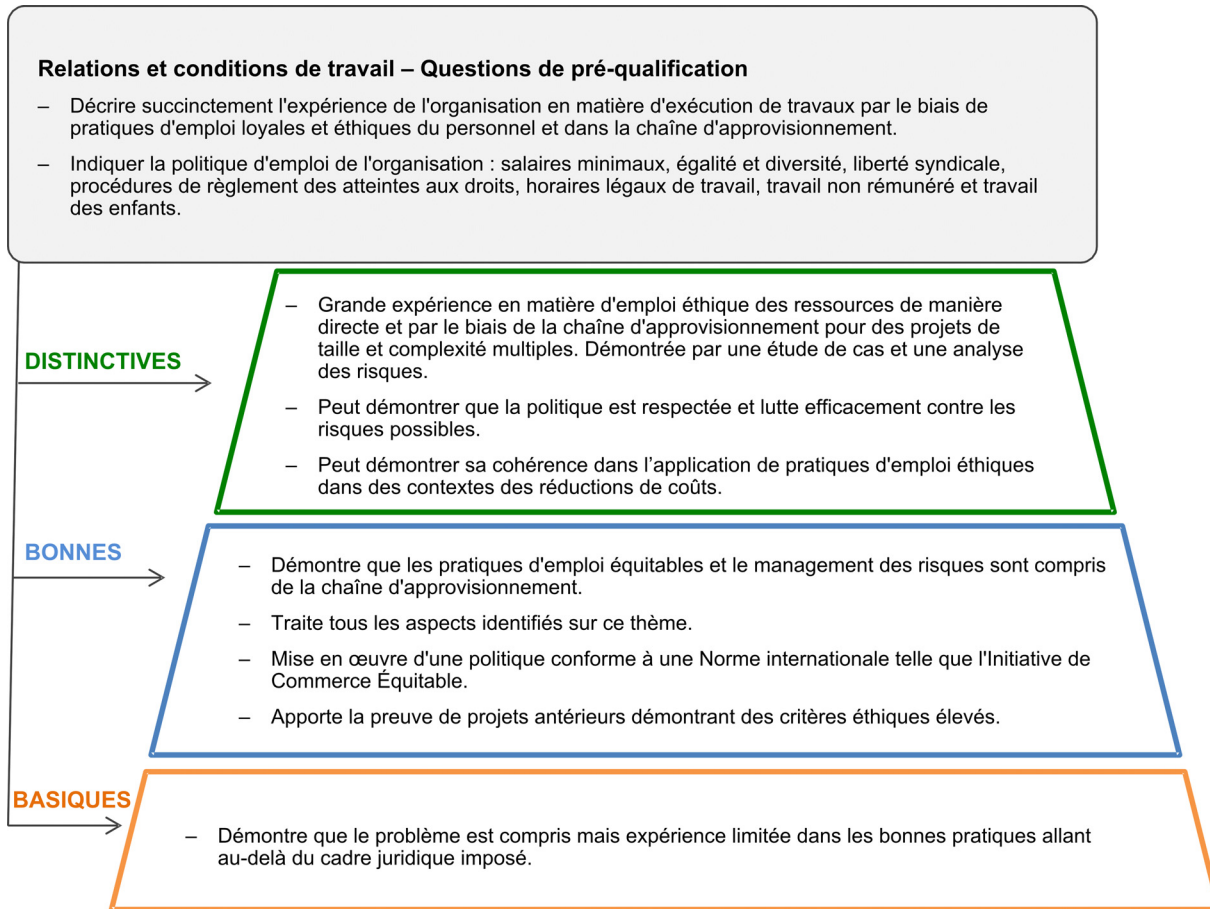 Relations et conditions de travail – Questions de pré-qualification
– Décrire succinctement l'expérience de l'organisation en matière d'exécution de travaux par le biais de
pratiques d'emploi loyales et éthiques du personnel et dans la chaîne d'approvisionnement.
– Indiquer la politique d'emploi de l'organisation : salaires minimaux, égalité et diversité, liberté syndicale,
procédures de règlement des atteintes aux droits, horaires légaux de travail, travail non rémunéré et travail
des enfants.
DISTINCTIVES
– Grande expérience en matière d'emploi éthique des ressources de manière
directe et par le biais de la chaîne d'approvisionnement pour des projets de
taille et complexité multiples. Démontrée par une étude de cas et une analyse
des risques.
– Peut démontrer que la politique est respectée et lutte efficacement contre les
risques possibles.
– Peut démontrer sa cohérence dans l’application de pratiques d'emploi éthiques
dans des contextes des réductions de coûts.
BONNES
– Démontre que les pratiques d'emploi équitables et le management des risques sont compris
de la chaîne d'approvisionnement.
– Traite tous les aspects identifiés sur ce thème.
– Mise en œuvre d'une politique conforme à une Norme internationale telle que l'Initiative de
Commerce Équitable.
– Apporte la preuve de projets antérieurs démontrant des critères éthiques élevés.
BASIQUES
– Démontre que le problème est compris mais expérience limitée dans les bonnes pratiques allant
au-delà du cadre juridique imposé.